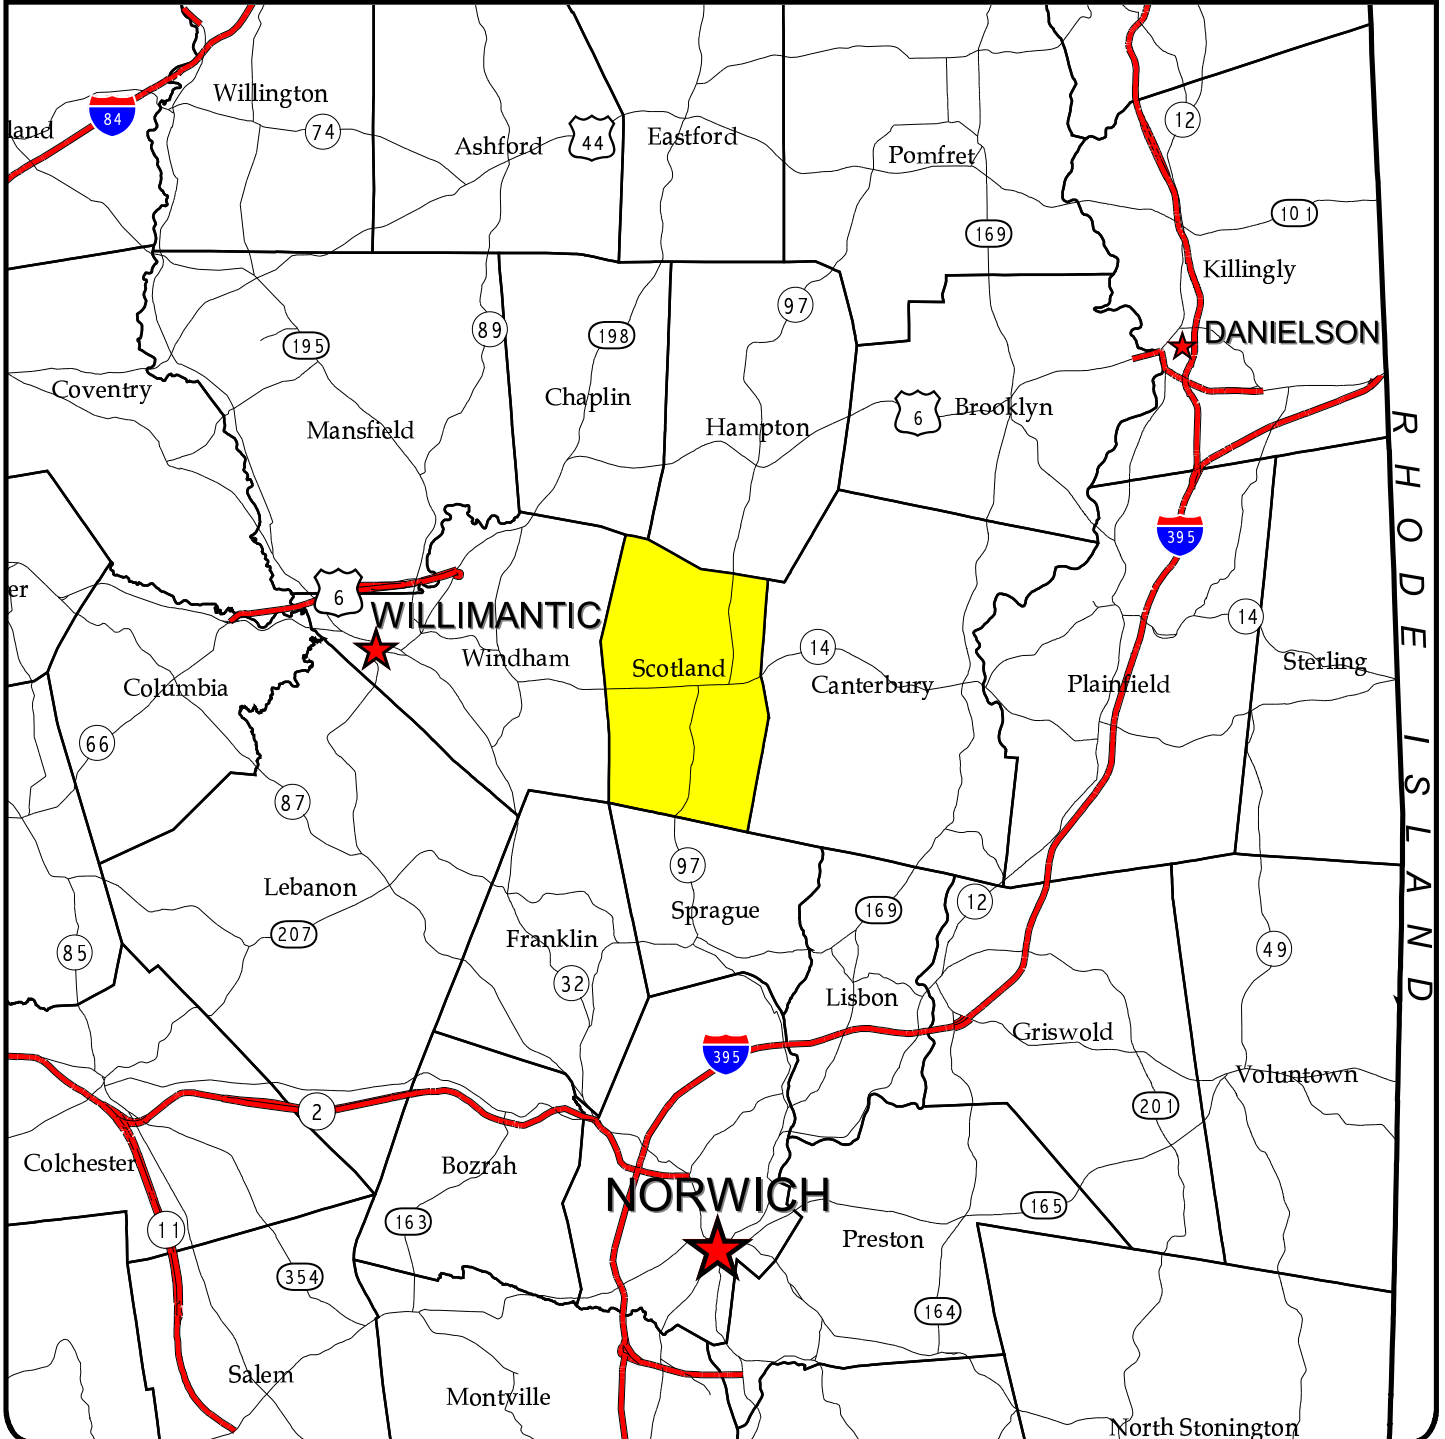 Willington
84
land
74
Ashford
44
Eastford
Pomfret
12
101
169
Killingly
97
DANIELSON
89
198
195
Coventry
Chaplin
Brooklyn
6
Mansfield
Hampton
RHODE ISLAND
395
er
6
WILLIMANTIC
14
14
Windham
Scotland
Sterling
Columbia
Canterbury
Plainfield
66
87
97
Lebanon
12
Sprague
169
207
Franklin
49
85
32
Lisbon
Griswold
395
Voluntown
2
201
Colchester
Bozrah
NORWICH
165
11
163
Preston
354
164
Salem
Montville
North Stonington